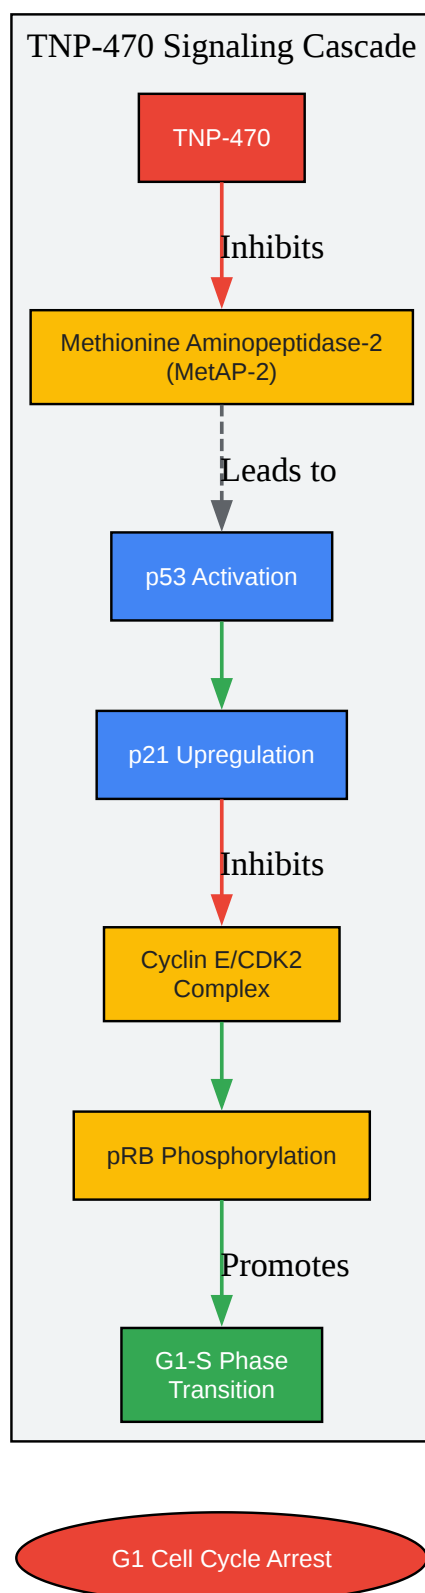 TNP-470 Signaling Cascade
TNP-470
Inhibits
Methionine Aminopeptidase-2
(MetAP-2)
Leads to
p53 Activation
p21 Upregulation
Inhibits
Cyclin E/CDK2
Complex
pRB Phosphorylation
Promotes
G1-S Phase
Transition
G1 Cell Cycle Arrest